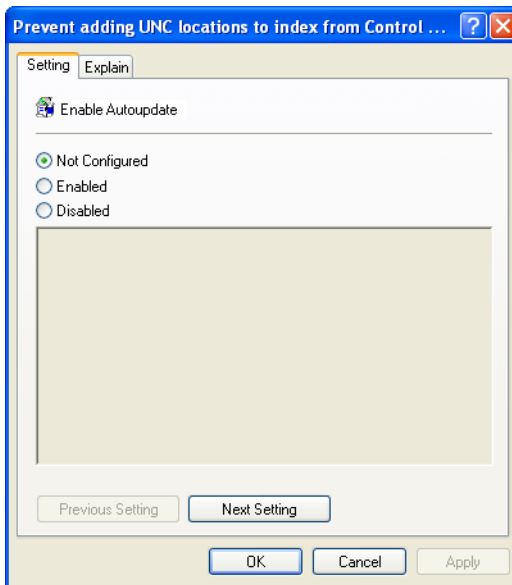 Prevent adding UNC locations to index from Control ...
Setting Explain
Enable Autoupdate
Not Configured
Enabled
Disabled
Previous Setting Next Setting
OK Cancel Apply